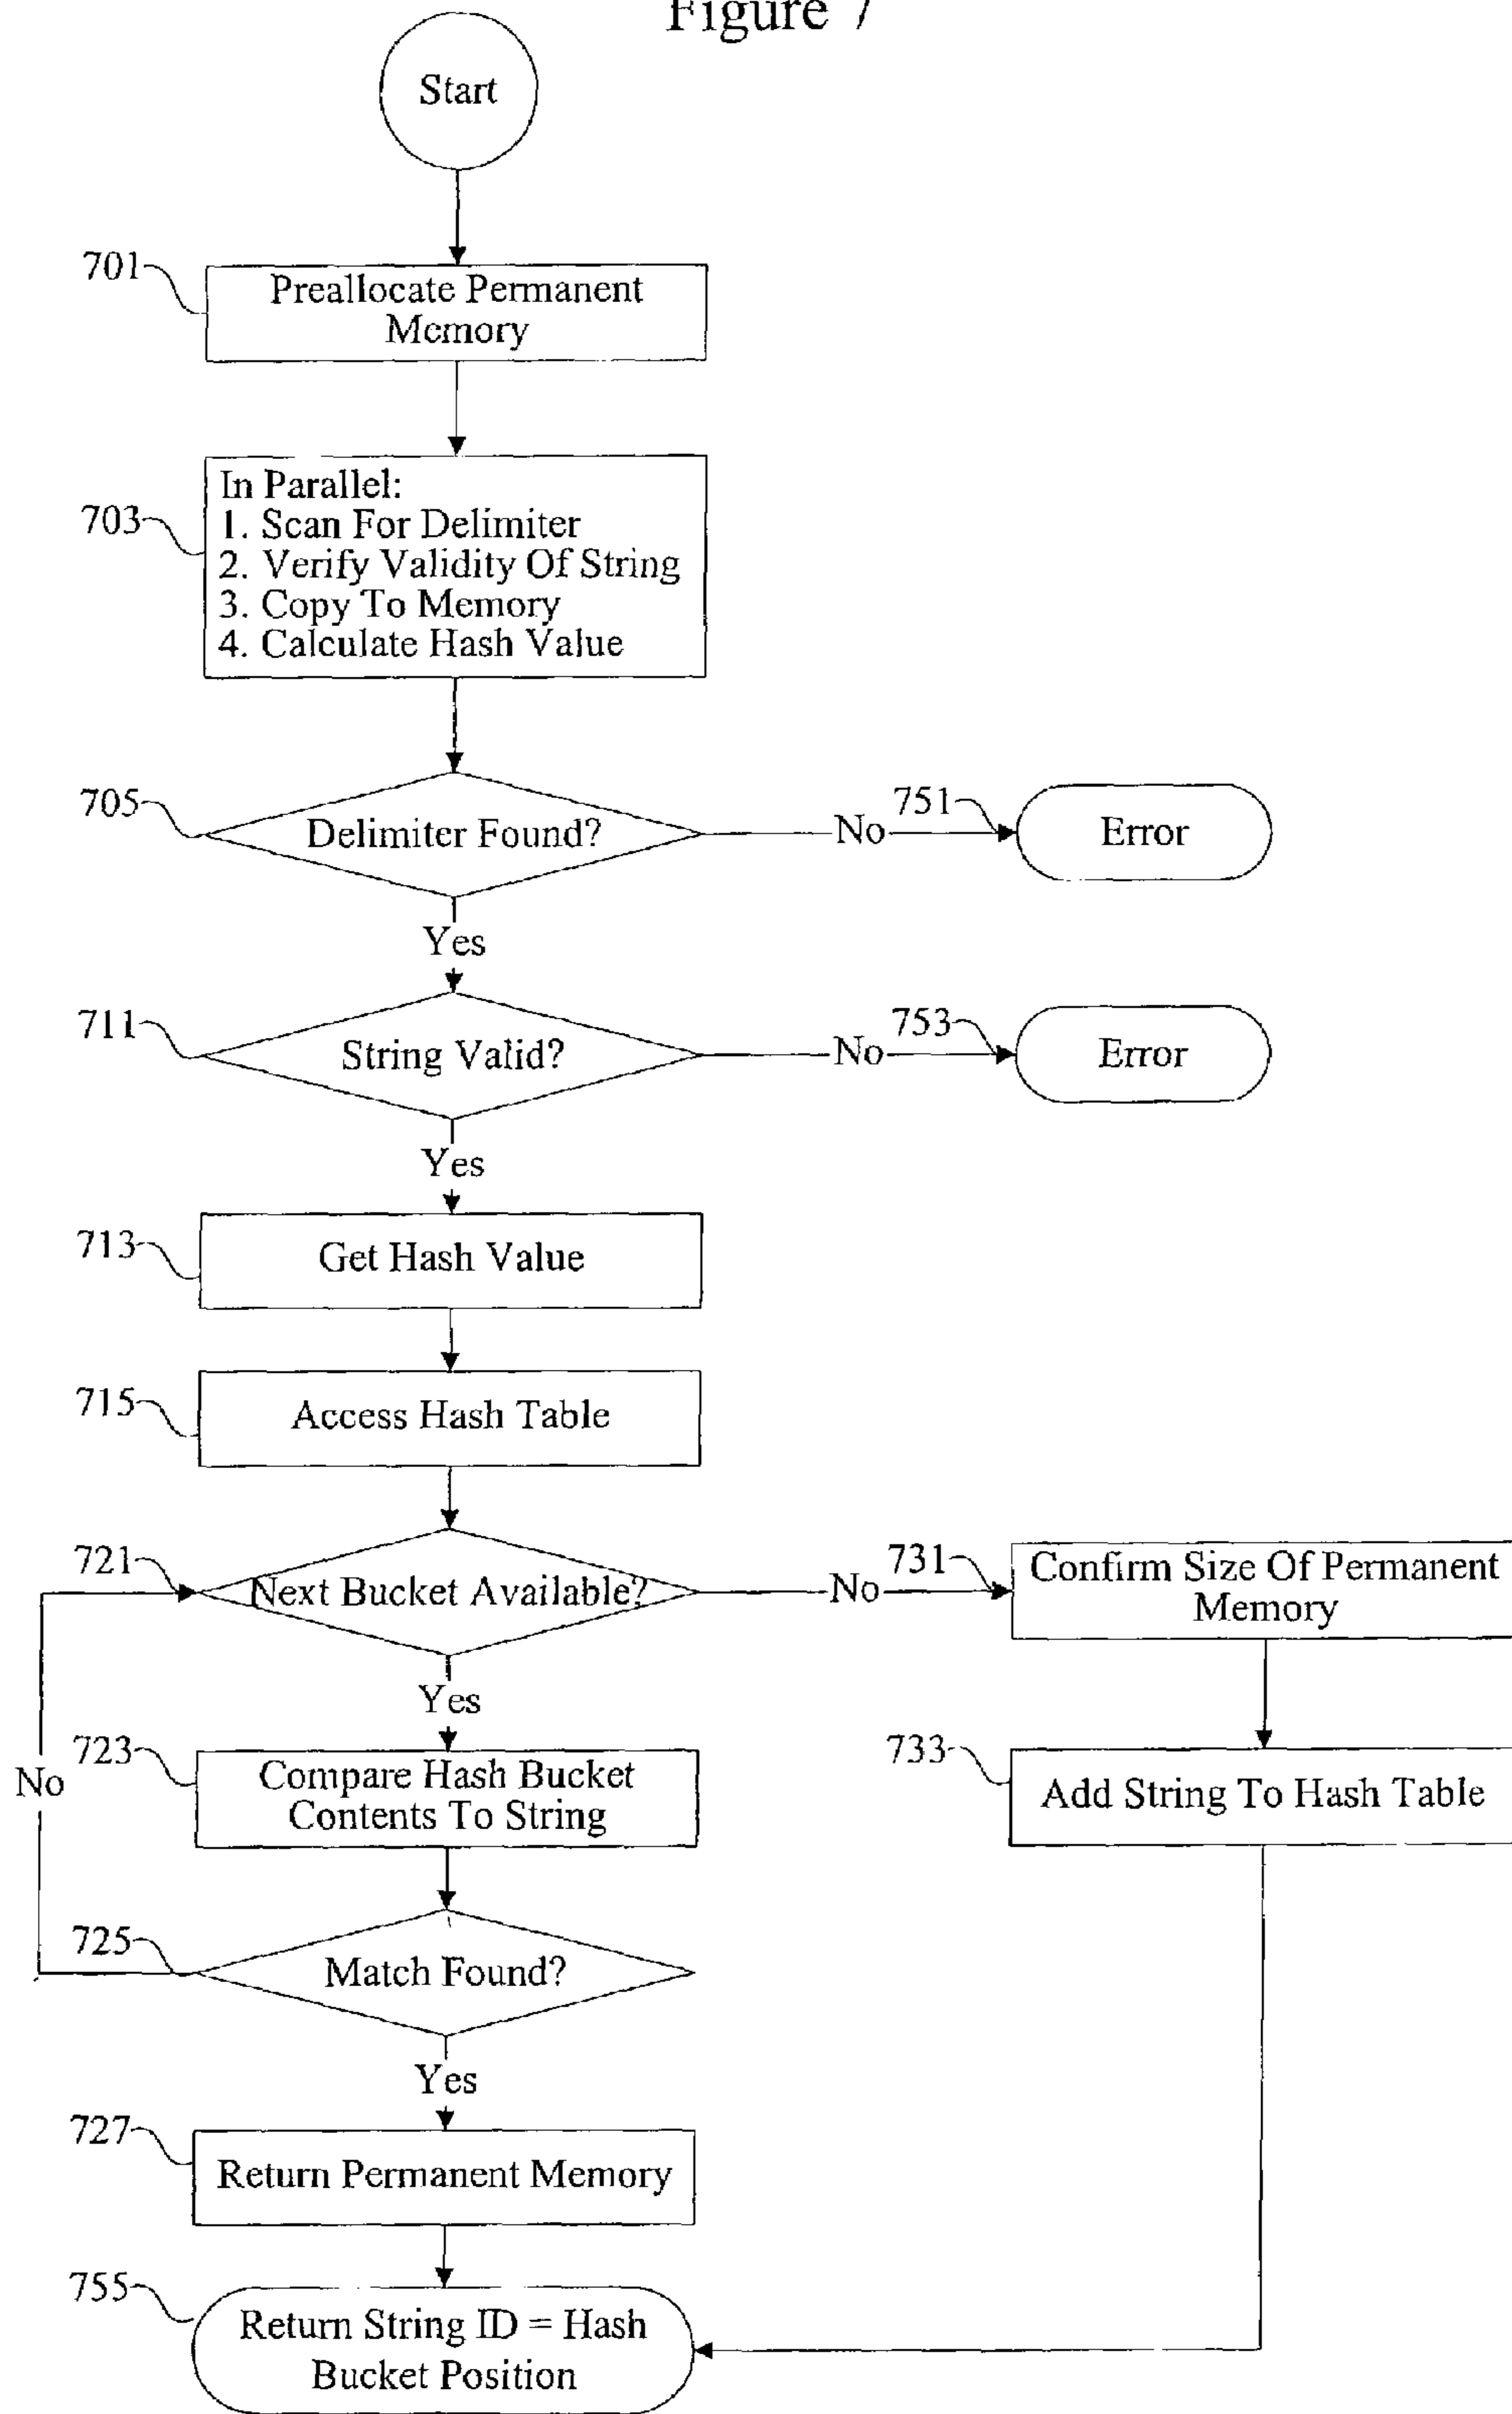 Figure 7
Start
701
Preallocate Permanent
Memory
703
In Parallel:
1. Scan For Delimiter
2. Verify Validity Of String
3. Copy To Memory
4. Calculate Hash Value
705
Delimiter Found?
No
751
Error
Yes
711
String Valid?
No
753
Error
Yes
713
Get Hash Value
715
Access Hash Table
721
Next Bucket Available?
No
731
Confirm Size Of Permanent
Memory
Yes
723
Compare Hash Bucket
Contents To String
733
Add String To Hash Table
No
725
Match Found?
Yes
727
Return Permanent Memory
755
Return String ID = Hash
Bucket Position